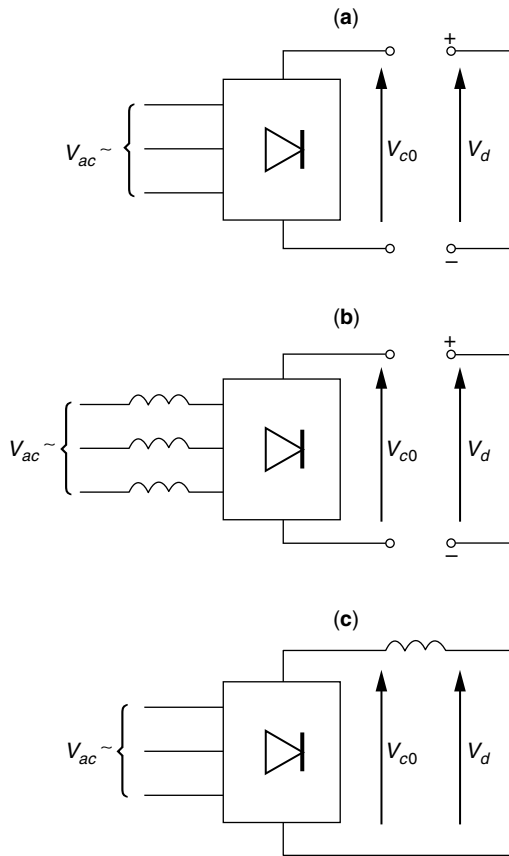 (a)
+
V_ac ~ V_c0 V_d
–
(b)
+
V_ac ~ V_c0 V_d
–
(c)
V_ac ~ V_c0 V_d